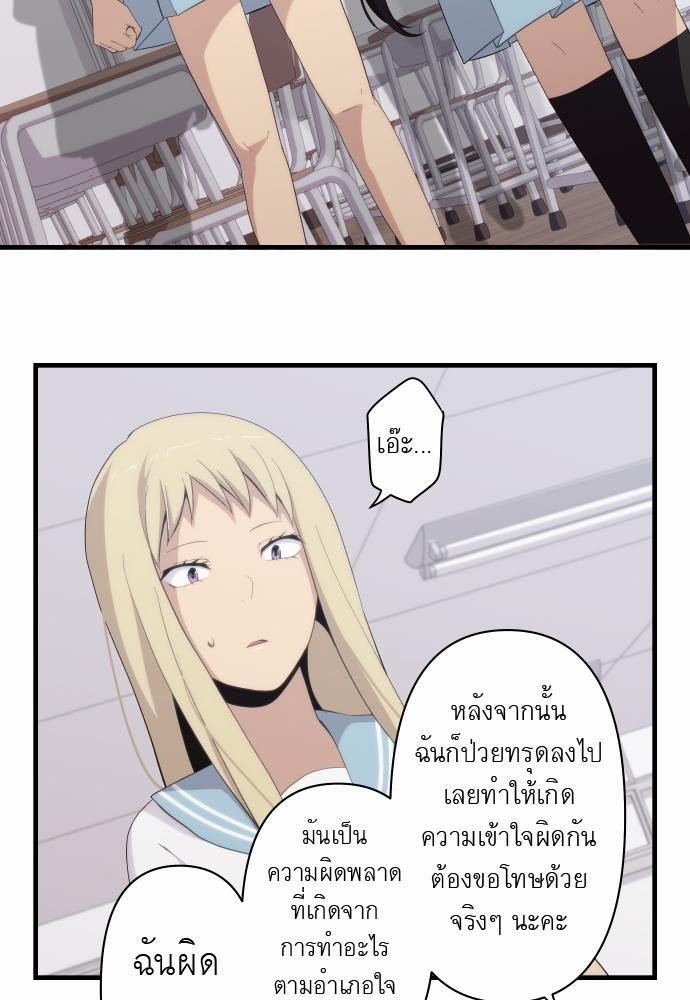 เอ๊ะ...
หลังจากนั้น
ฉันก็ป่วยทรุดลงไป
เลยทำให้เกิด
ความเข้าใจผิดกัน
ต้องขอโทษด้วย
จริงๆ นะคะ
มันเป็น
ความผิดพลาด
ที่เกิดจาก
การทำอะไร
ตามอำเภอใจ
ฉันผิด